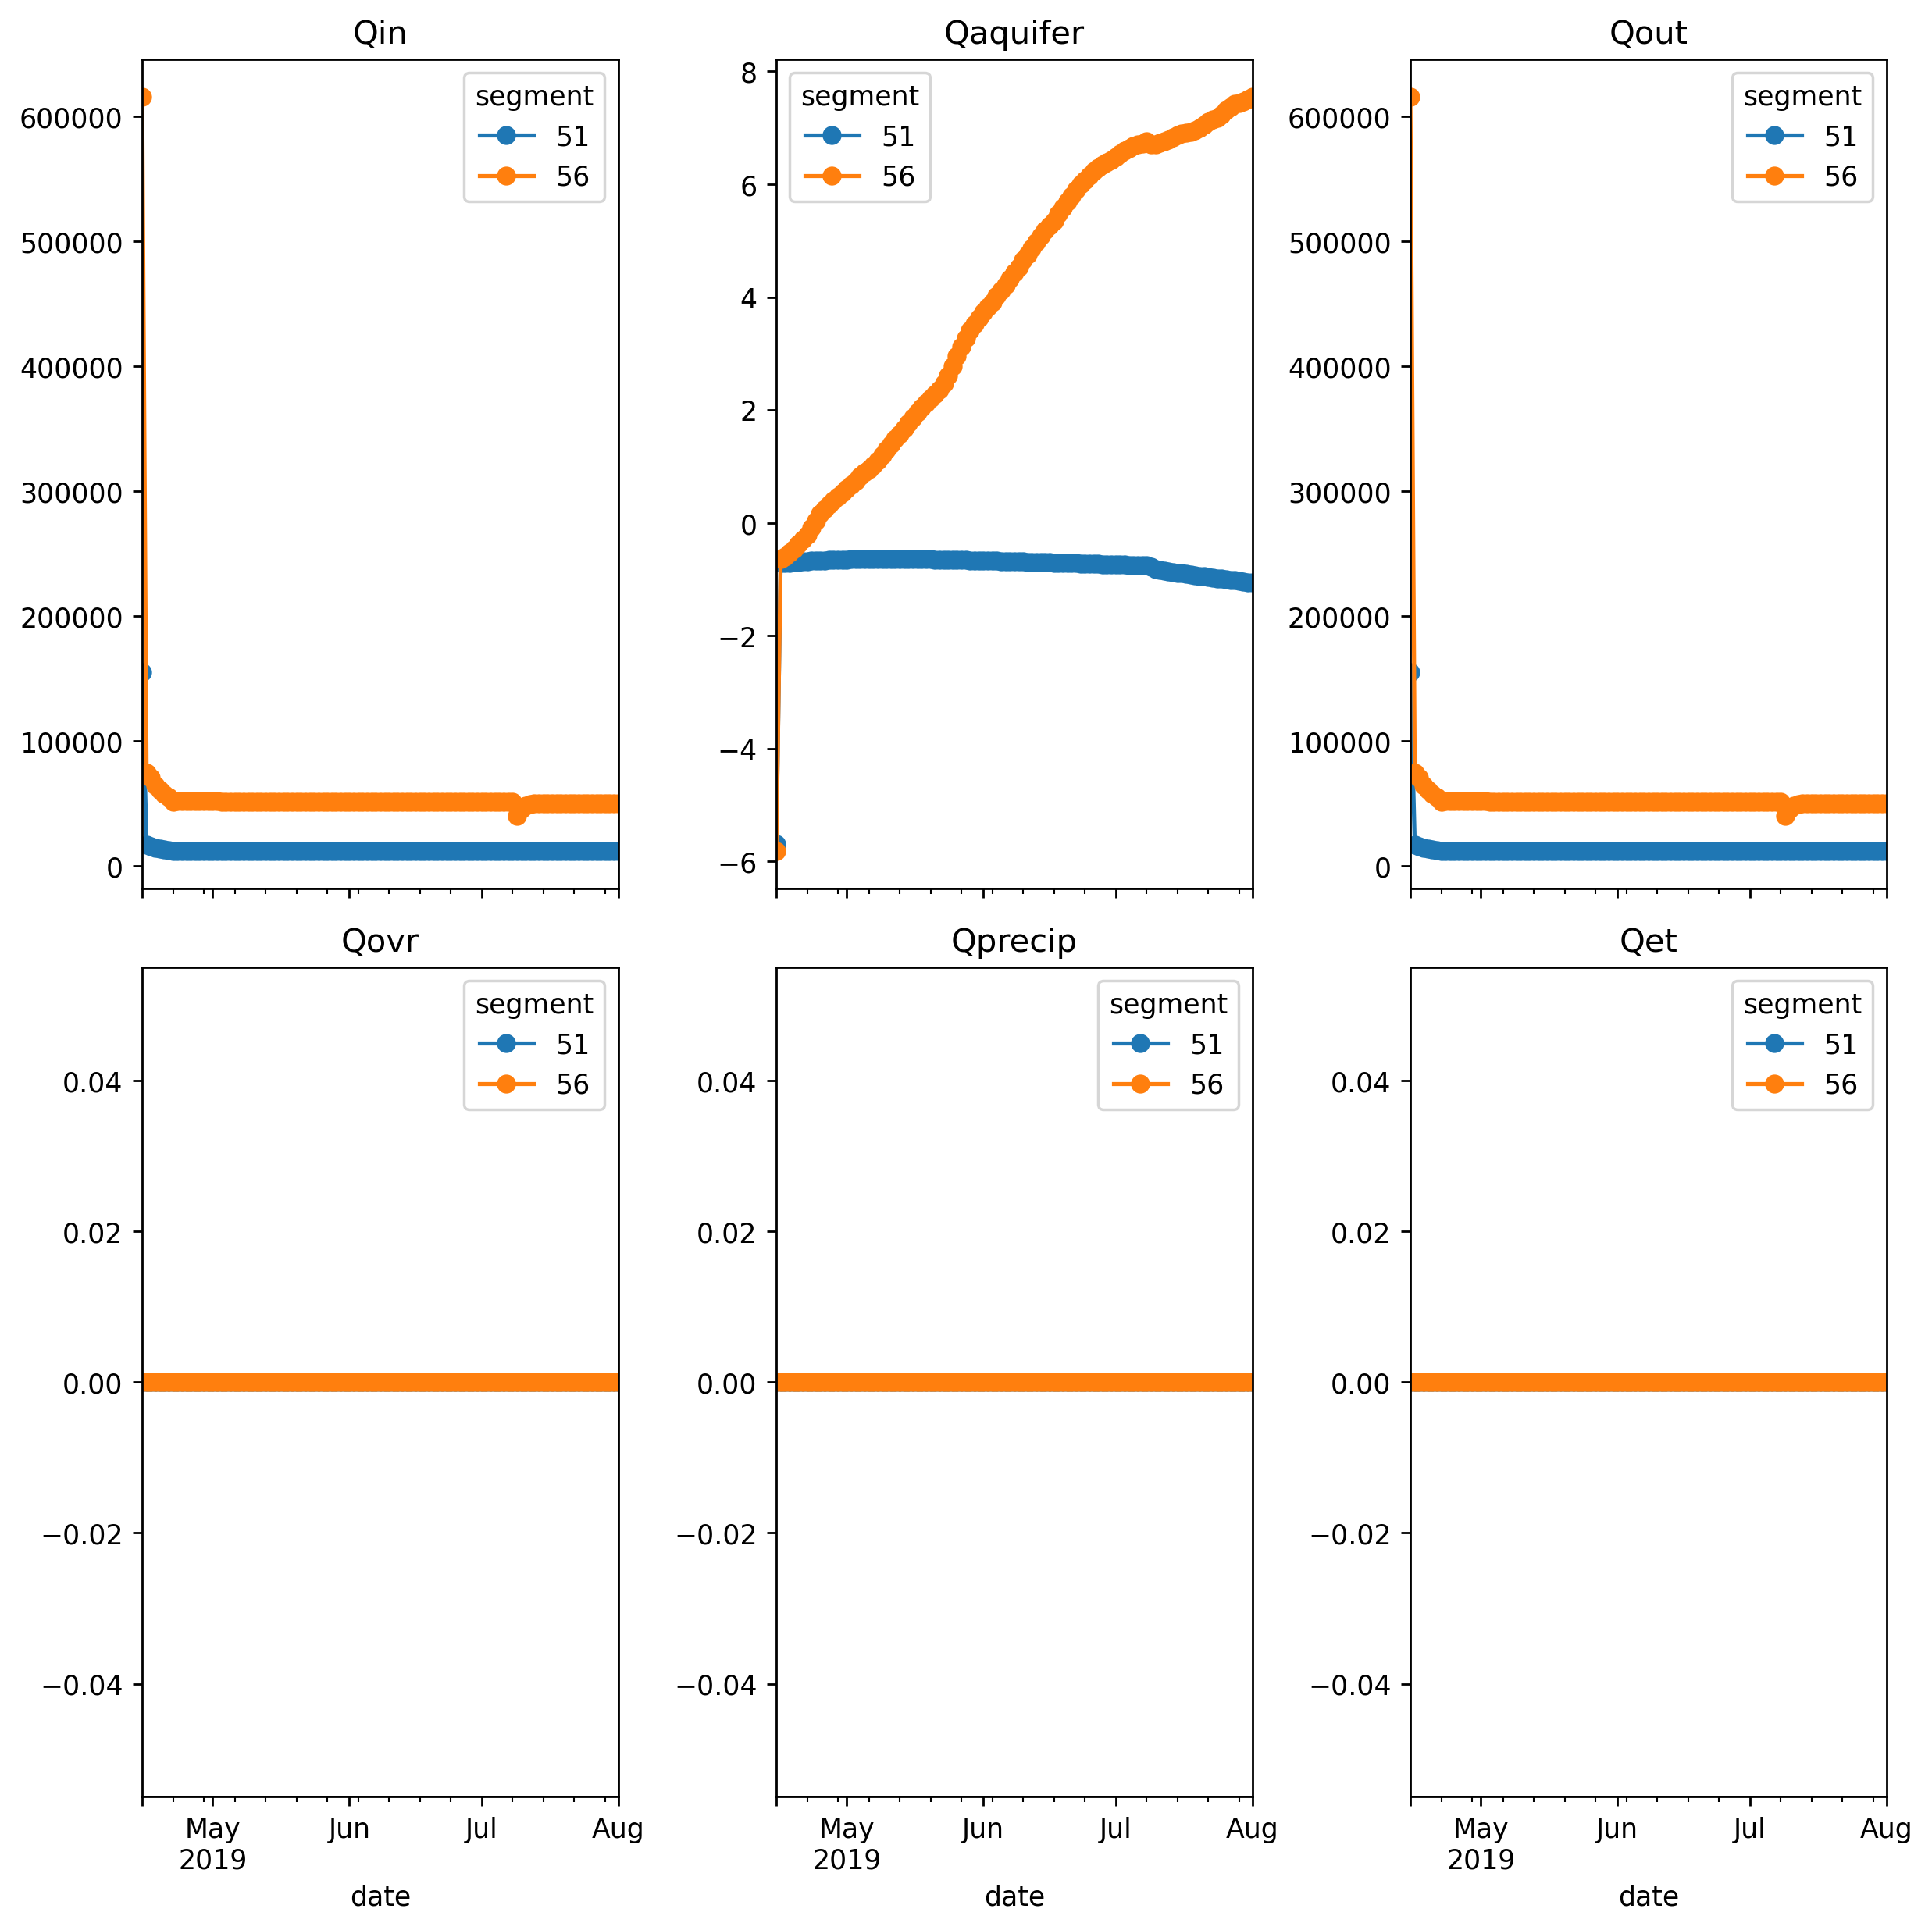 Qin
600000
500000
400000
300000
200000
100000
0
segment
51
56
Qaquifer
8
6
4
2
0
−2
−4
−6
segment
51
56
Qout
600000
500000
400000
300000
200000
100000
0
segment
51
56
Qovr
0.04
0.02
0.00
−0.02
−0.04
segment
51
56
May
2019
Jun
Jul
Aug
date
Qprecip
0.04
0.02
0.00
−0.02
−0.04
segment
51
56
May
2019
Jun
Jul
Aug
date
Qet
0.04
0.02
0.00
−0.02
−0.04
segment
51
56
May
2019
Jun
Jul
Aug
date